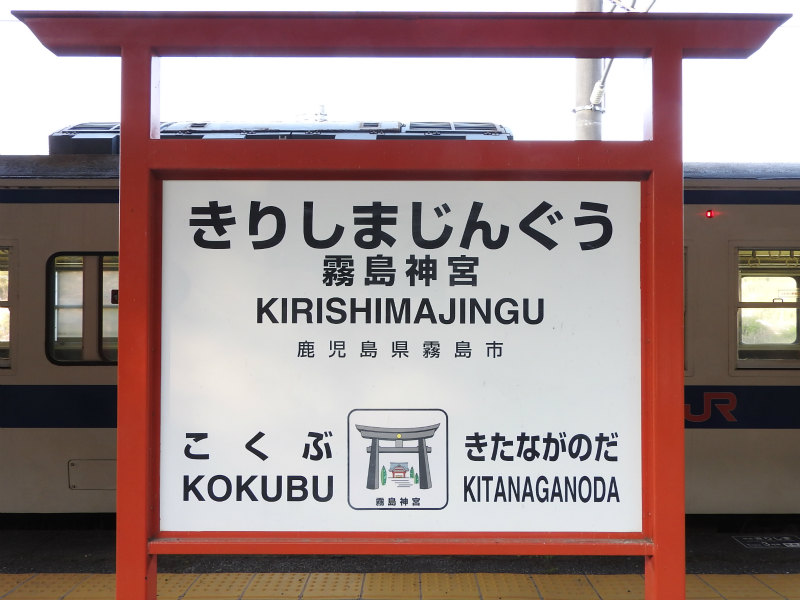 きりしまじんぐう
霧島神宮
KIRISHIMAJINGU
鹿児島県霧島市
こくぶ
きたながのだ
KOKUBU
KITANAGANODA
霧島神宮
JR